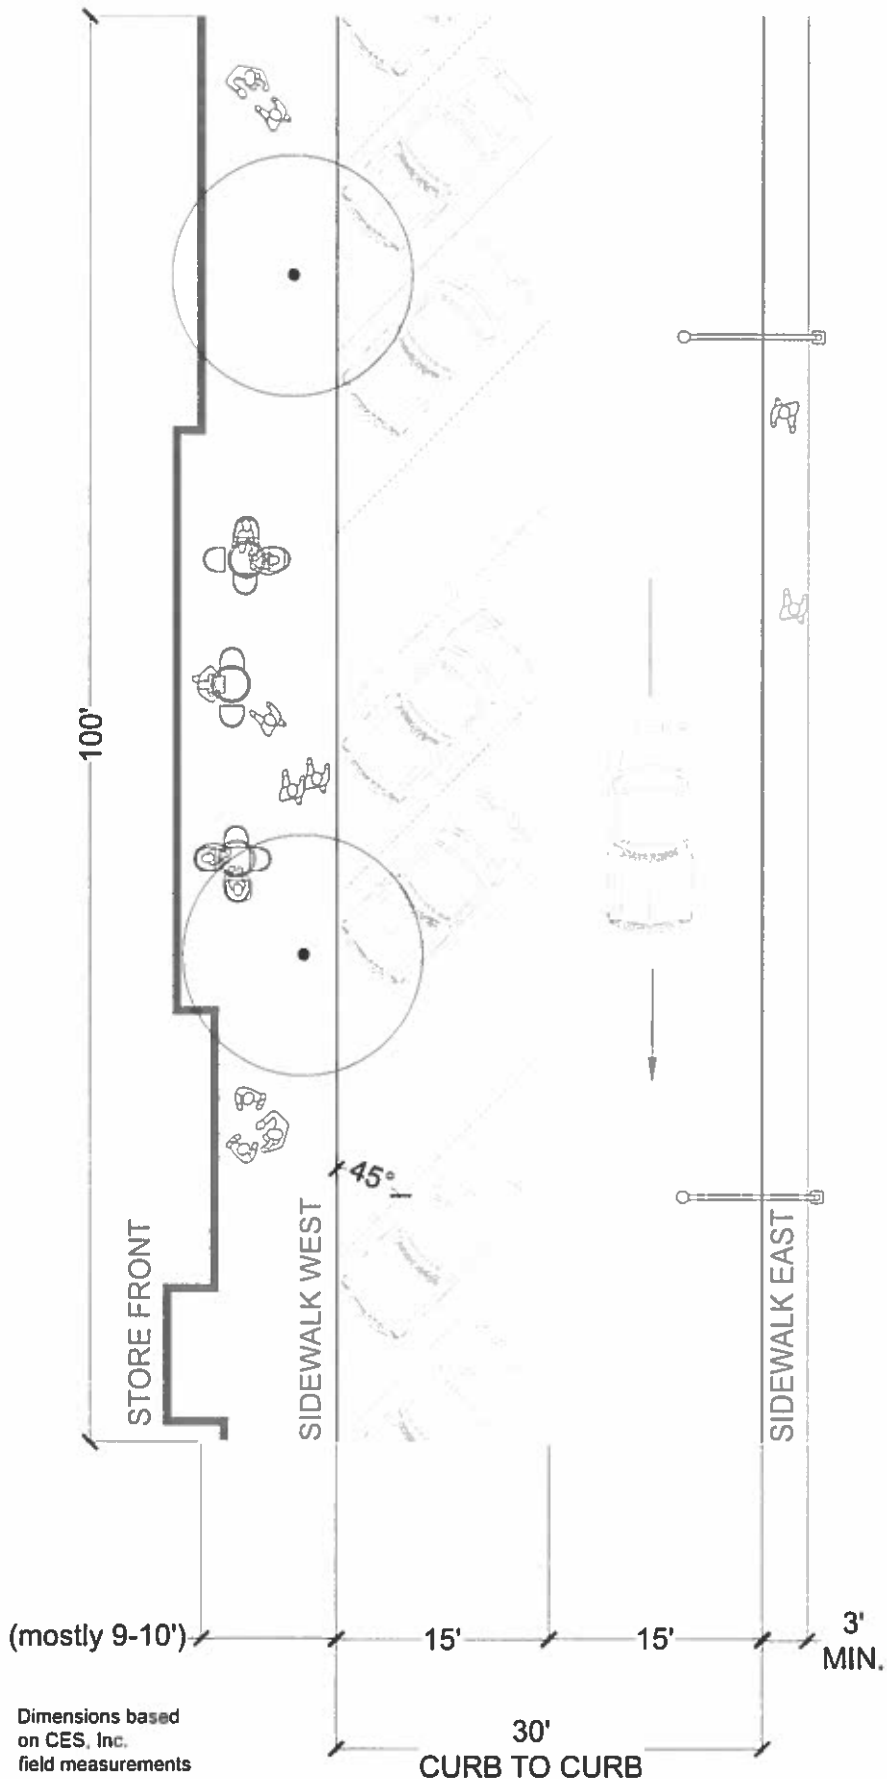 100'
45°
STORE FRONT
SIDEWALK WEST
SIDEWALK EAST
(mostly 9-10')
15'
15'
3'
MIN.
Dimensions based
on CES, Inc.
field measurements
30'
CURB TO CURB